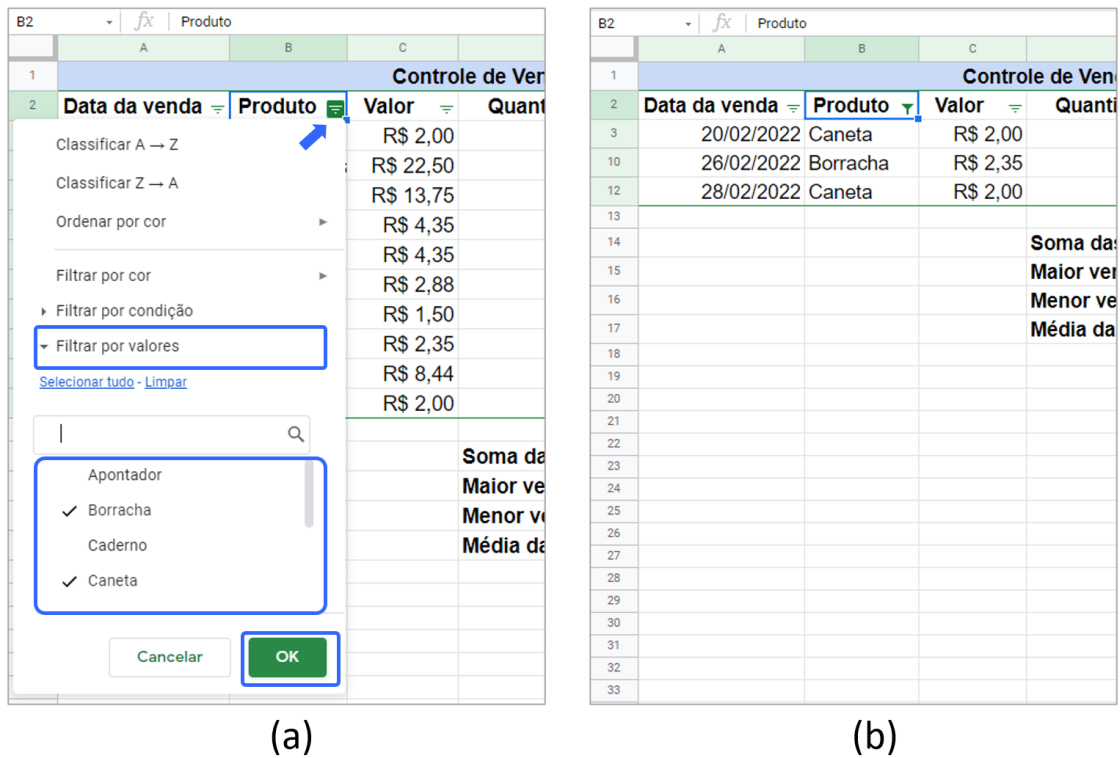 B2 fx Produto
A B C
1 Controle de Ver
2 Data da venda Produto Valor Quant
Classificar A → Z
Classificar Z → A
Ordenar por cor
Filtrar por cor
Filtrar por condição
Filtrar por valores
Selecionar tudo - Limpar
Apontador
Borracha
Caderno
Caneta
Cancelar OK
R$ 2,00
R$ 22,50
R$ 13,75
R$ 4,35
R$ 4,35
R$ 2,88
R$ 1,50
R$ 2,35
R$ 8,44
R$ 2,00
Soma da
Maior ve
Menor v
Média da
(a)
B2 fx Produto
A B C
1 Controle de Ven
2 Data da venda Produto Valor Quanti
3 20/02/2022 Caneta R$ 2,00
10 26/02/2022 Borracha R$ 2,35
12 28/02/2022 Caneta R$ 2,00
13
14 Soma da
15 Maior ver
16 Menor ve
17 Média da
18
19
20
21
22
23
24
25
26
27
28
29
30
31
32
33
(b)